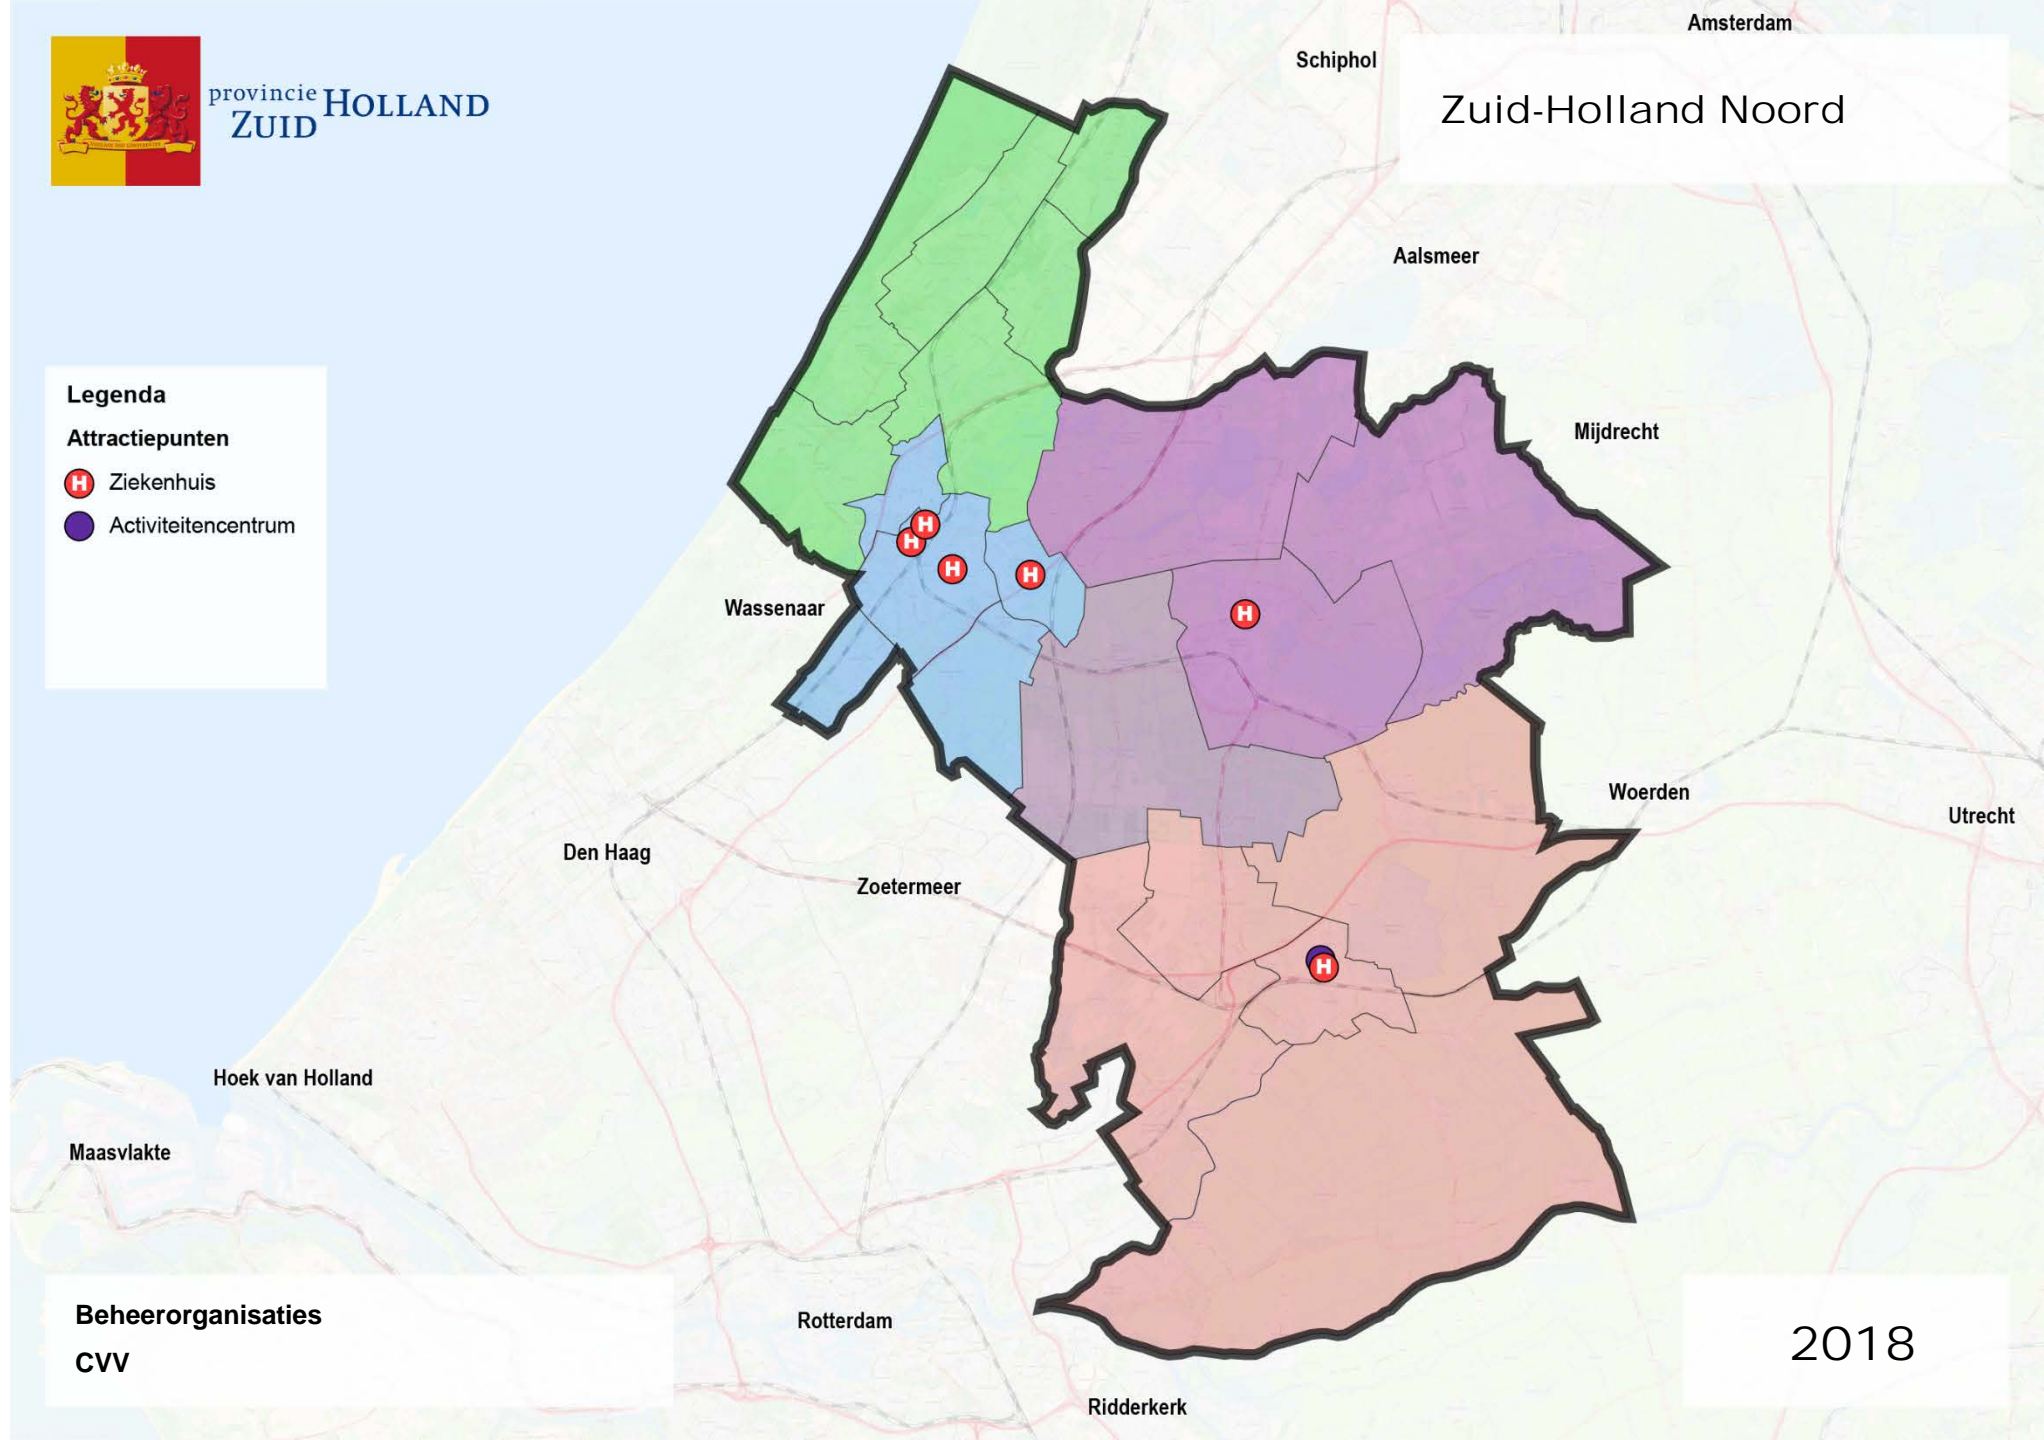 provincie HOLLAND
ZUID
Amsterdam
Schiphol
Zuid-Holland Noord
Aalsmeer
Legenda
Attractiepunten
H Ziekenhuis
Activiteitencentrum
Mijdrecht
H
H
H
H
H
Wassenaar
Woerden
Utrecht
Den Haag
Zoetermeer
H
Hoek van Holland
Maasvlakte
Beheerorganisaties
CVV
Rotterdam
2018
Ridderkerk